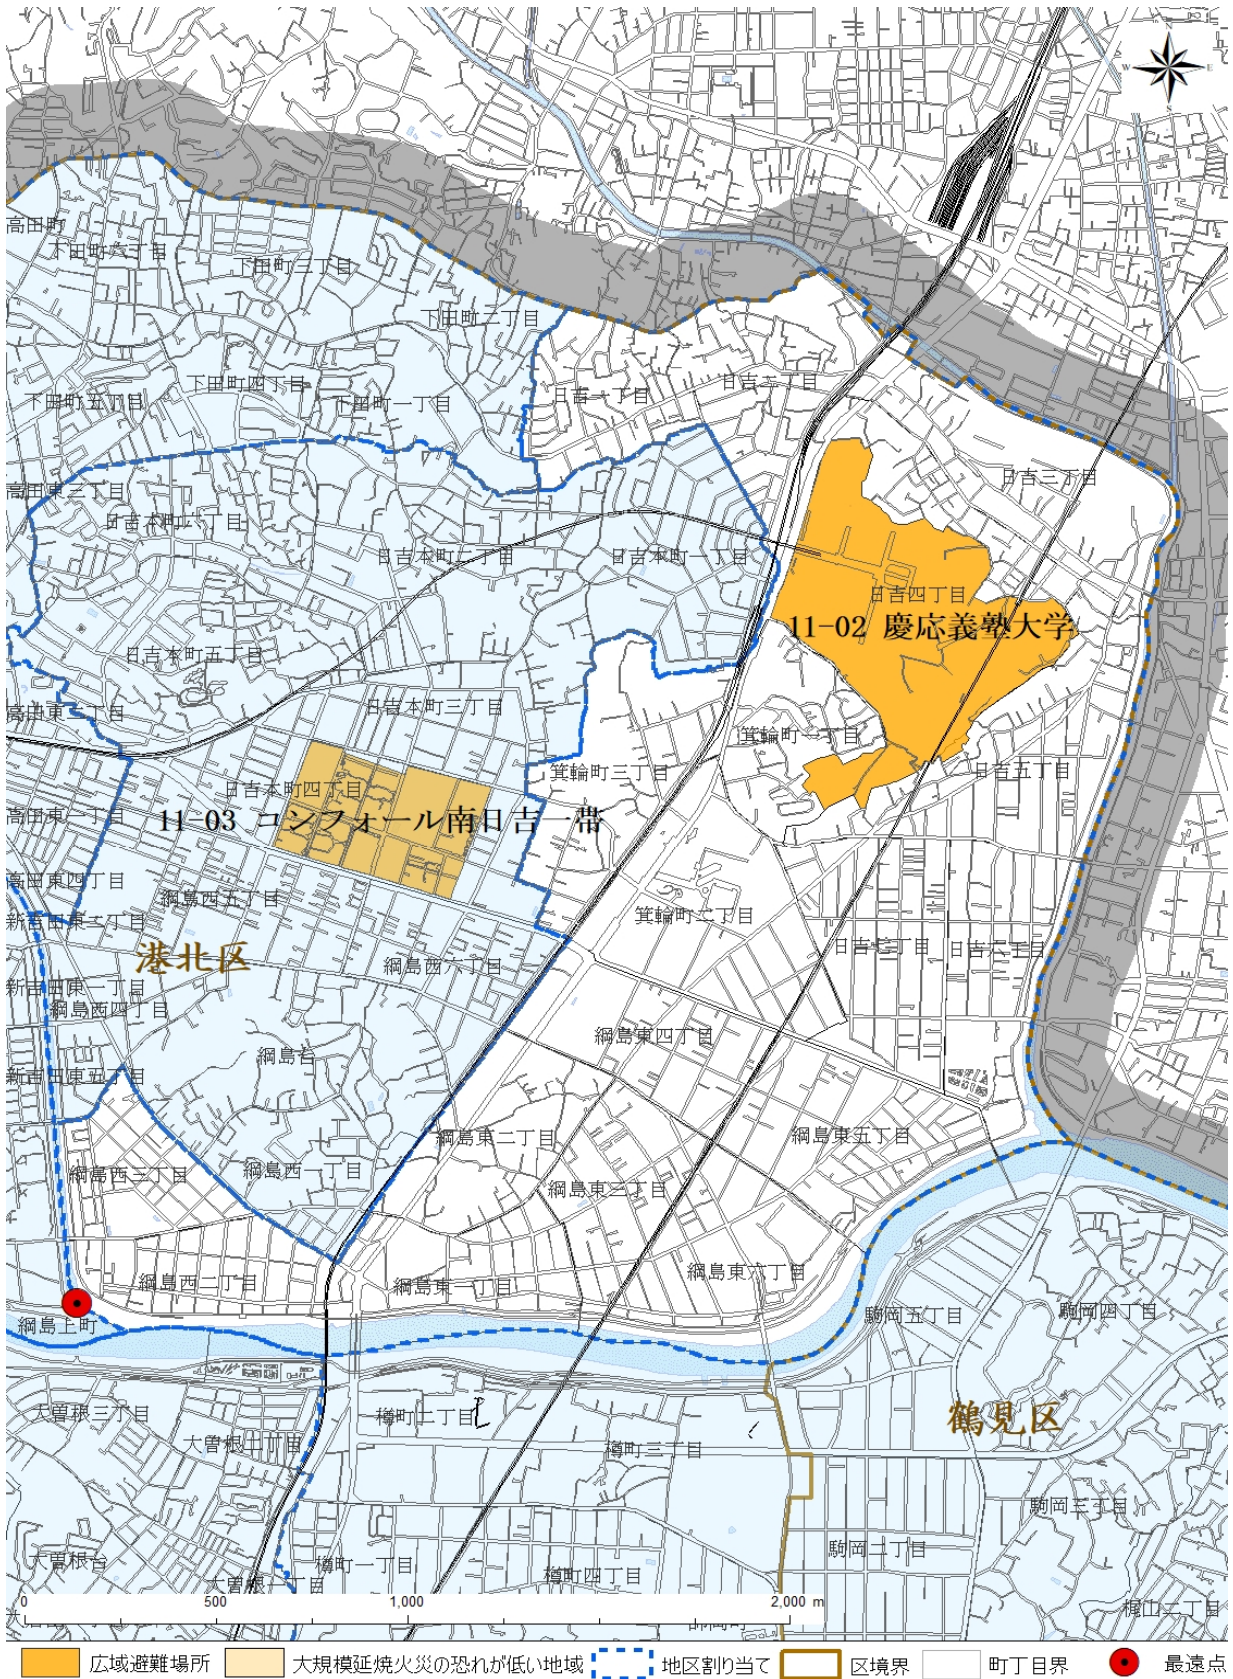 N
W
E
S
高田町
下田町六丁目
下田町三丁目
下田町二丁目
下田町四丁目
下田町五丁目
下田町一丁目
日吉一丁目
日吉二丁目
日吉三丁目
高田東三丁目
日吉本町六丁目
日吉本町二丁目
日吉本町一丁目
日吉四丁目
11-02 慶応義塾大学
日吉本町五丁目
高田東二丁目
日吉本町三丁目
箕輪町一丁目
箕輪町三丁目
日吉五丁目
日吉本町四丁目
高田東一丁目
11-03 コンフォール南日吉一帯
高田東四丁目
綱島西五丁目
新吉田東二丁目
箕輪町二丁目
港北区
綱島西六丁目
日吉七丁目
日吉六丁目
新吉田東一丁目
綱島西四丁目
綱島東四丁目
綱島台
新吉田東五丁目
綱島東二丁目
綱島東五丁目
綱島西三丁目
綱島西一丁目
綱島東三丁目
綱島西二丁目
綱島東一丁目
綱島東六丁目
綱島上町
駒岡五丁目
駒岡四丁目
大曽根三丁目
樽町二丁目
鶴見区
大曽根二丁目
樽町三丁目
駒岡三丁目
大曽根台
樽町一丁目
駒岡二丁目
大曽根一丁目
樽町四丁目
梶山二丁目
0 500 1,000 2,000 m
師岡町
広域避難場所 大規模延焼火災の恐れが低い地域 地区割り当て 区境界 町丁目界 最遠点